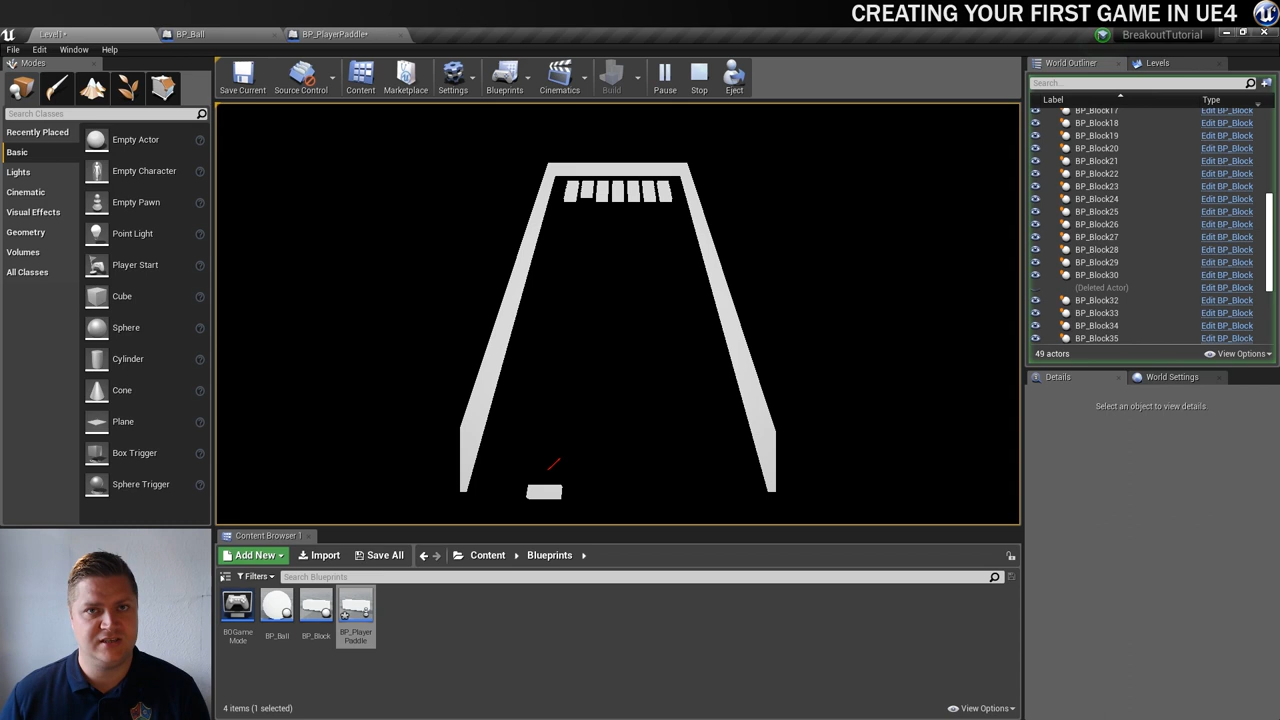 CREATING YOUR FIRST GAME IN UE4
Level1*
BP_Ball
BP_PlayerPaddle*
BreakoutTutorial
File Edit Window Help
Modes
Search Classes
Recently Placed
Basic
Lights
Cinematic
Visual Effects
Geometry
Volumes
All Classes
Empty Actor
Empty Character
Empty Pawn
Point Light
Player Start
Cube
Sphere
Cylinder
Cone
Plane
Box Trigger
Sphere Trigger
Save Current
Source Control
Content
Marketplace
Settings
Blueprints
Cinematics
Build
Pause
Stop
Eject
World Outliner
Levels
Search...
Label Type
BP_Block17 Edit BP_Block
BP_Block18 Edit BP_Block
BP_Block19 Edit BP_Block
BP_Block20 Edit BP_Block
BP_Block21 Edit BP_Block
BP_Block22 Edit BP_Block
BP_Block23 Edit BP_Block
BP_Block24 Edit BP_Block
BP_Block25 Edit BP_Block
BP_Block26 Edit BP_Block
BP_Block27 Edit BP_Block
BP_Block28 Edit BP_Block
BP_Block29 Edit BP_Block
BP_Block30 Edit BP_Block
(Deleted Actor) Edit BP_Block
BP_Block32 Edit BP_Block
BP_Block33 Edit BP_Block
BP_Block34 Edit BP_Block
BP_Block35 Edit BP_Block
49 actors
View Options
Details
World Settings
Select an object to view details.
Content Browser 1
Add New
Import
Save All
Content
Blueprints
Filters
Search Blueprints
BOGame
Mode
BP_Ball
BP_Block
BP_Player
Paddle
4 items (1 selected)
View Options